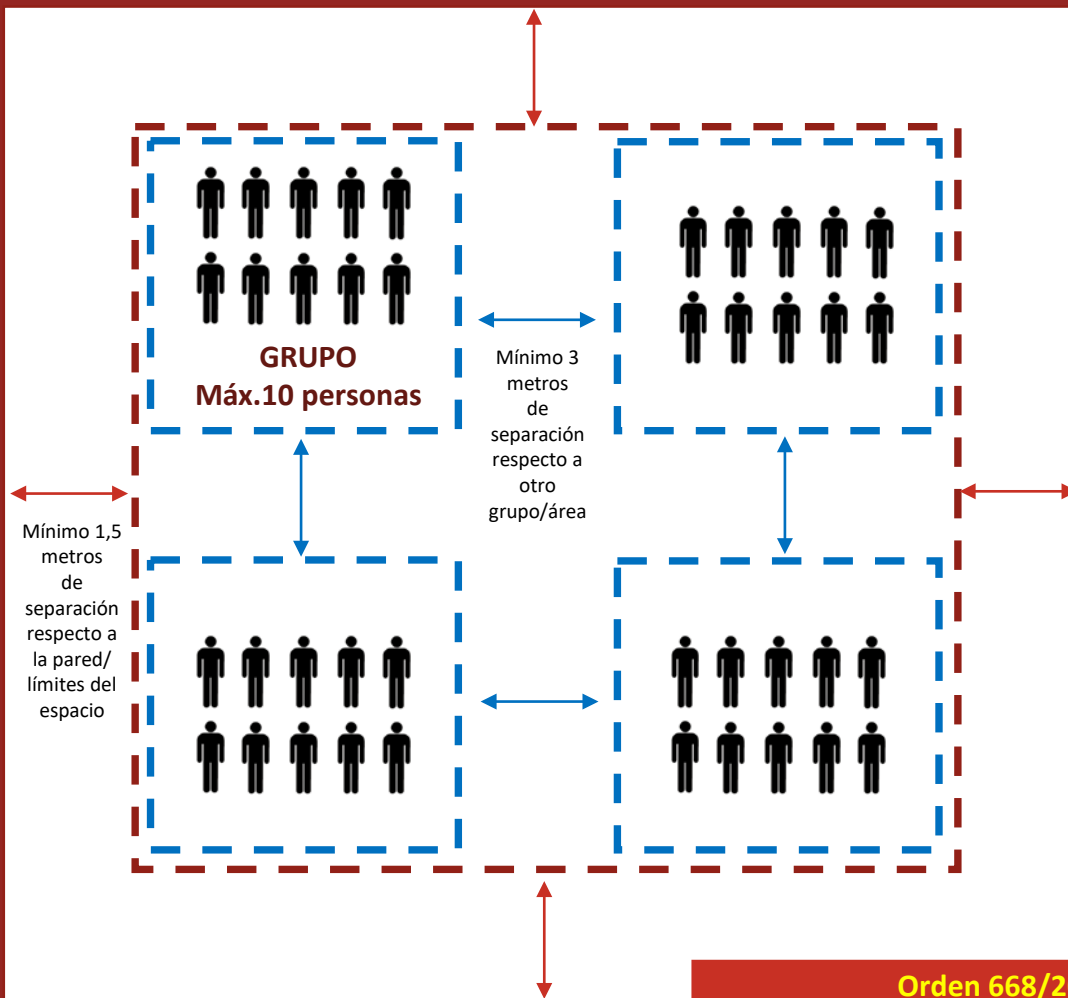 GRUPO
Máx.10 personas
Mínimo 3
metros
de
separación
respecto a
otro
grupo/área
Mínimo 1,5
metros
de
separación
respecto a
la pared/
límites del
espacio
Orden 668/2